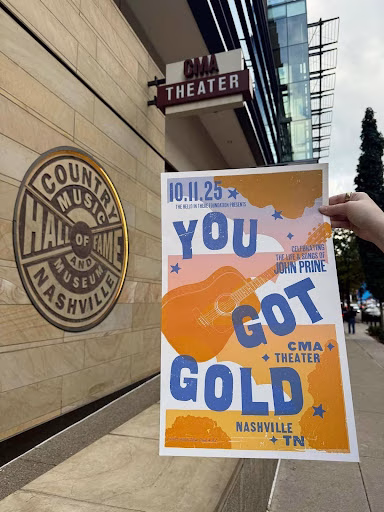 CMA
THEATER
COUNTRY
MUSIC
HALL OF FAME
AND
MUSEUM
NASHVILLE
10.11.25
THE HELLO IN THERE FOUNDATION PRESENTS
YOU
CELEBRATING
THE LIFE & SONGS OF
JOHN PRINE
GOT
CMA
THEATER
GOLD
NASHVILLE
TN